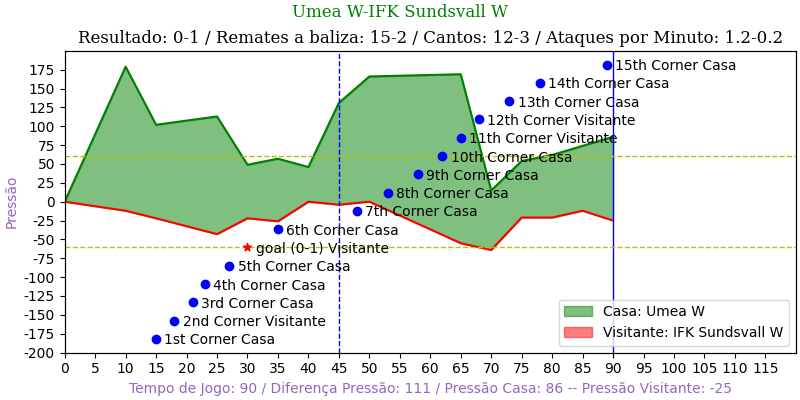 Umea W-IFK Sundsvall W
Resultado: 0-1 / Remates a baliza: 15-2 / Cantos: 12-3 / Ataques por Minuto: 1.2-0.2
Pressão
175
150
125
100
75
50
25
0
-25
-50
-75
-100
-125
-150
-175
-200
15th Corner Casa
14th Corner Casa
13th Corner Casa
12th Corner Visitante
11th Corner Visitante
10th Corner Casa
9th Corner Casa
8th Corner Casa
7th Corner Casa
6th Corner Casa
goal (0-1) Visitante
5th Corner Casa
4th Corner Casa
3rd Corner Casa
2nd Corner Visitante
1st Corner Casa
Casa: Umea W
Visitante: IFK Sundsvall W
0 5 10 15 20 25 30 35 40 45 50 55 60 65 70 75 80 85 90 95 100 105 110 115
Tempo de Jogo: 90 / Diferença Pressão: 111 / Pressão Casa: 86 -- Pressão Visitante: -25